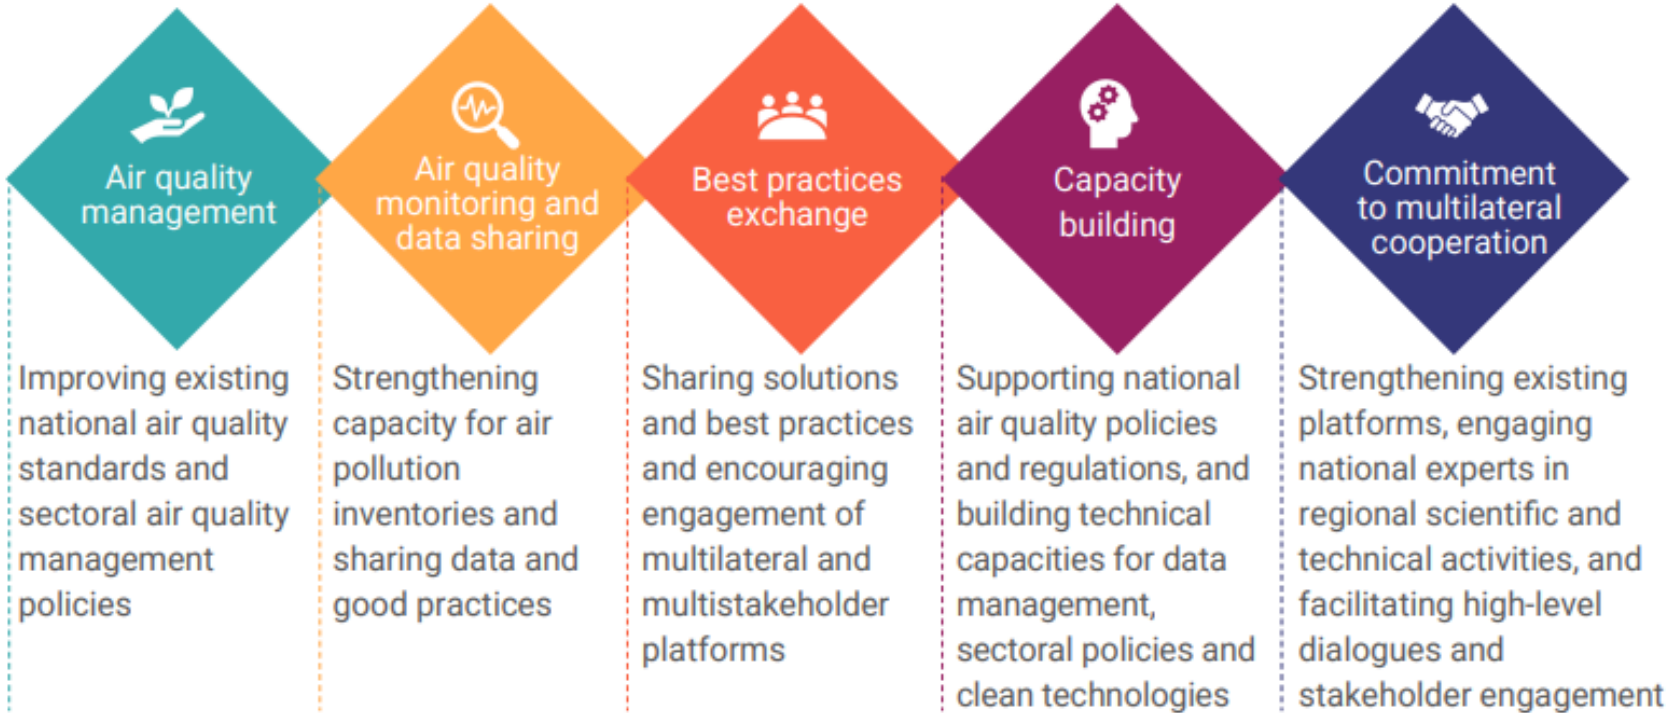 Air quality
management
Air quality
monitoring and
data sharing
Best practices
exchange
Capacity
building
Commitment
to multilateral
cooperation
Improving existing
national air quality
standards and
sectoral air quality
management
policies
Strengthening
capacity for air
pollution
inventories and
sharing data and
good practices
Sharing solutions
and best practices
and encouraging
engagement of
multilateral and
multistakeholder
platforms
Supporting national
air quality policies
and regulations, and
building technical
capacities for data
management,
sectoral policies and
clean technologies
Strengthening existing
platforms, engaging
national experts in
regional scientific and
technical activities, and
facilitating high-level
dialogues and
stakeholder engagement